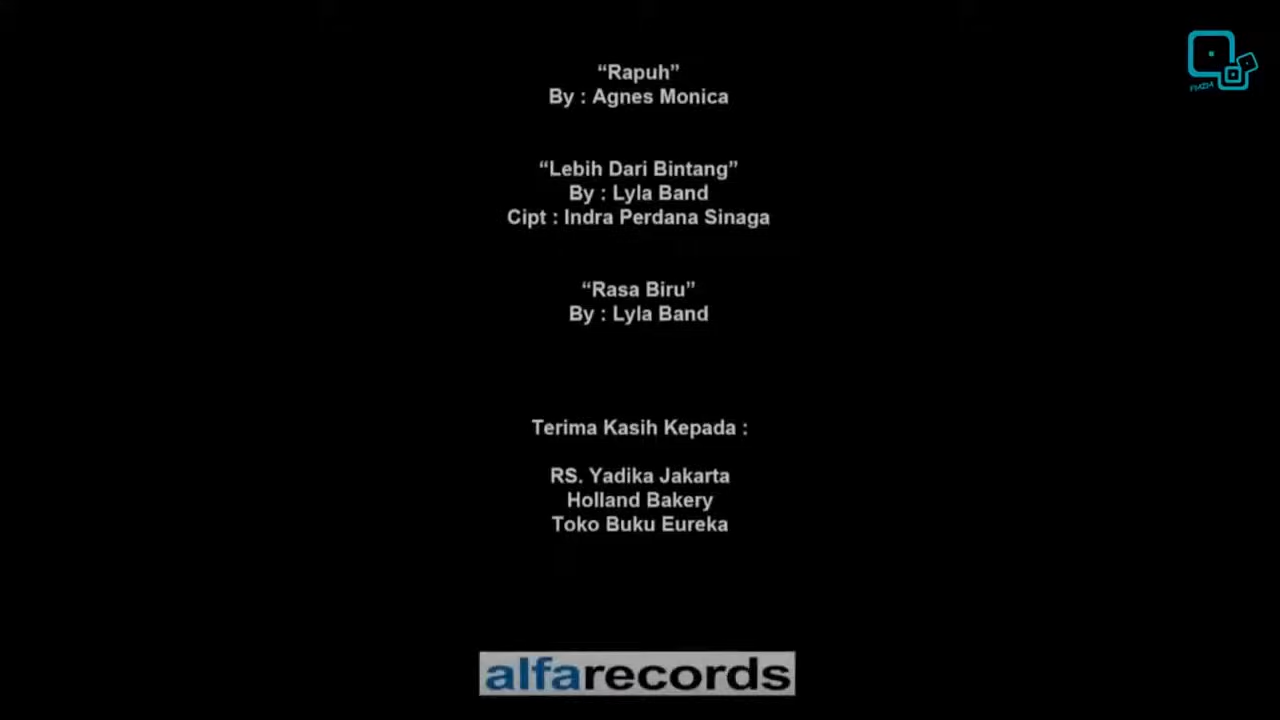 “Rapuh”
By : Agnes Monica
“Lebih Dari Bintang”
By : Lyla Band
Cipt : Indra Perdana Sinaga
“Rasa Biru”
By : Lyla Band
Terima Kasih Kepada :
RS. Yadika Jakarta
Holland Bakery
Toko Buku Eureka
alfarecords